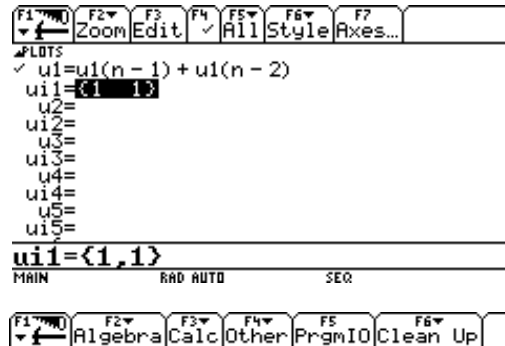 F1 F2 Zoom F3 Edit F4 ✓ F5 All F6 Style F7 Axes...
PLOTS
✓ u1=u1(n - 1) + u1(n - 2)
ui1={1 1}
u2=
ui2=
u3=
ui3=
u4=
ui4=
u5=
ui5=
ui1={1,1}
MAIN RAD AUTO SEQ
F1 F2 Algebra F3 Calc F4 Other F5 PrgmIO F6 Clean Up